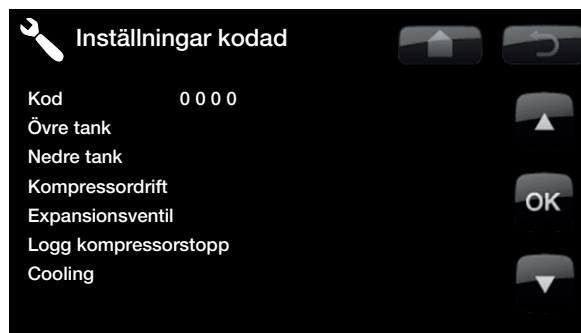 Inställningar kodad
Kod 0 0 0 0
Övre tank
Nedre tank
Kompressordrift
Expansionsventil
Logg kompressorstopp
Cooling
OK